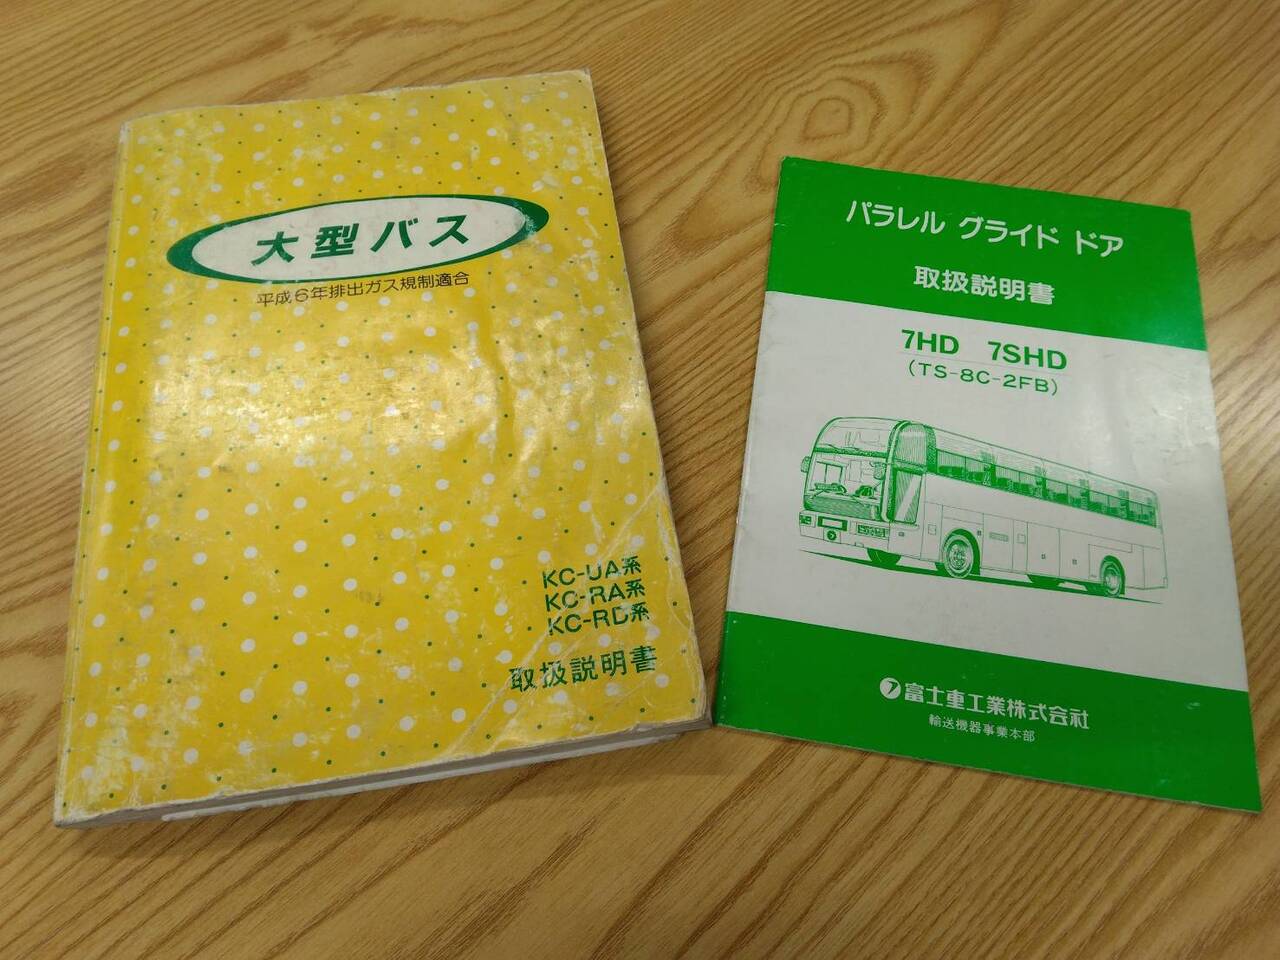 大型バス
平成6年排出ガス規制適合
KC-UA系
KC-RA系
KC-RD系
取扱説明書
パラレル グライド ドア
取扱説明書
7HD 7SHD
(TS-8C-2FB)
富士重工業株式会社
輸送機器事業本部